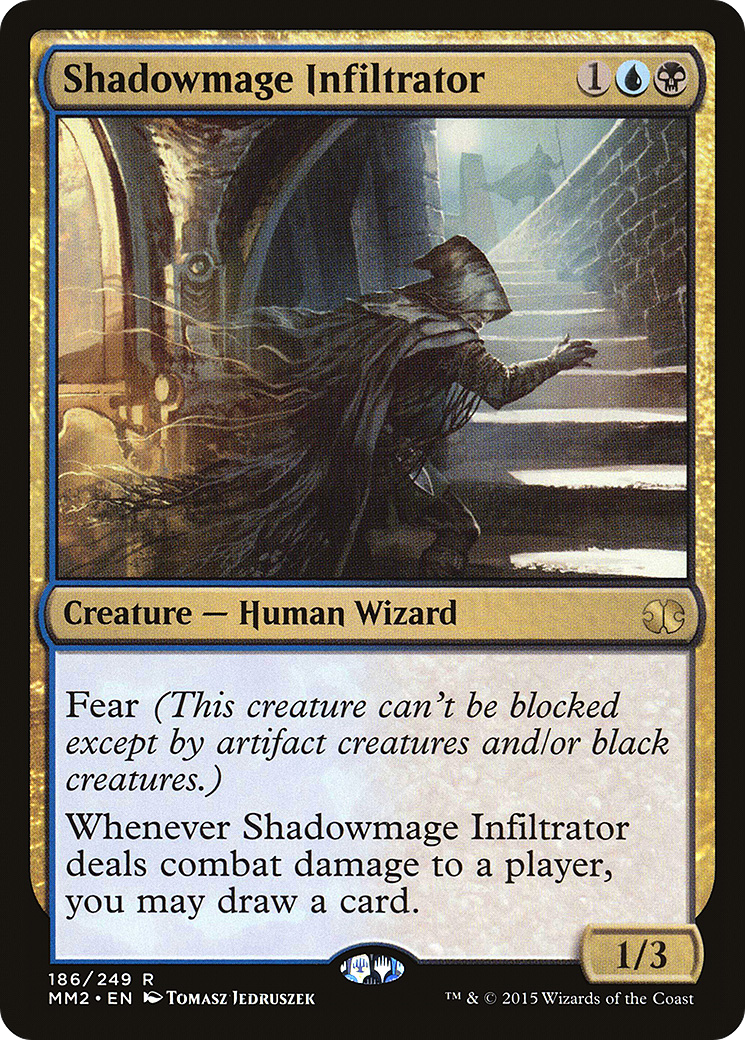 Shadowmage Infiltrator 1
Creature — Human Wizard
Fear (This creature can't be blocked
except by artifact creatures and/or black
creatures.)
Whenever Shadowmage Infiltrator
deals combat damage to a player,
you may draw a card.
1/3
186/249 R
MM2 • EN Tomasz Jedruszek
™ & © 2015 Wizards of the Coast